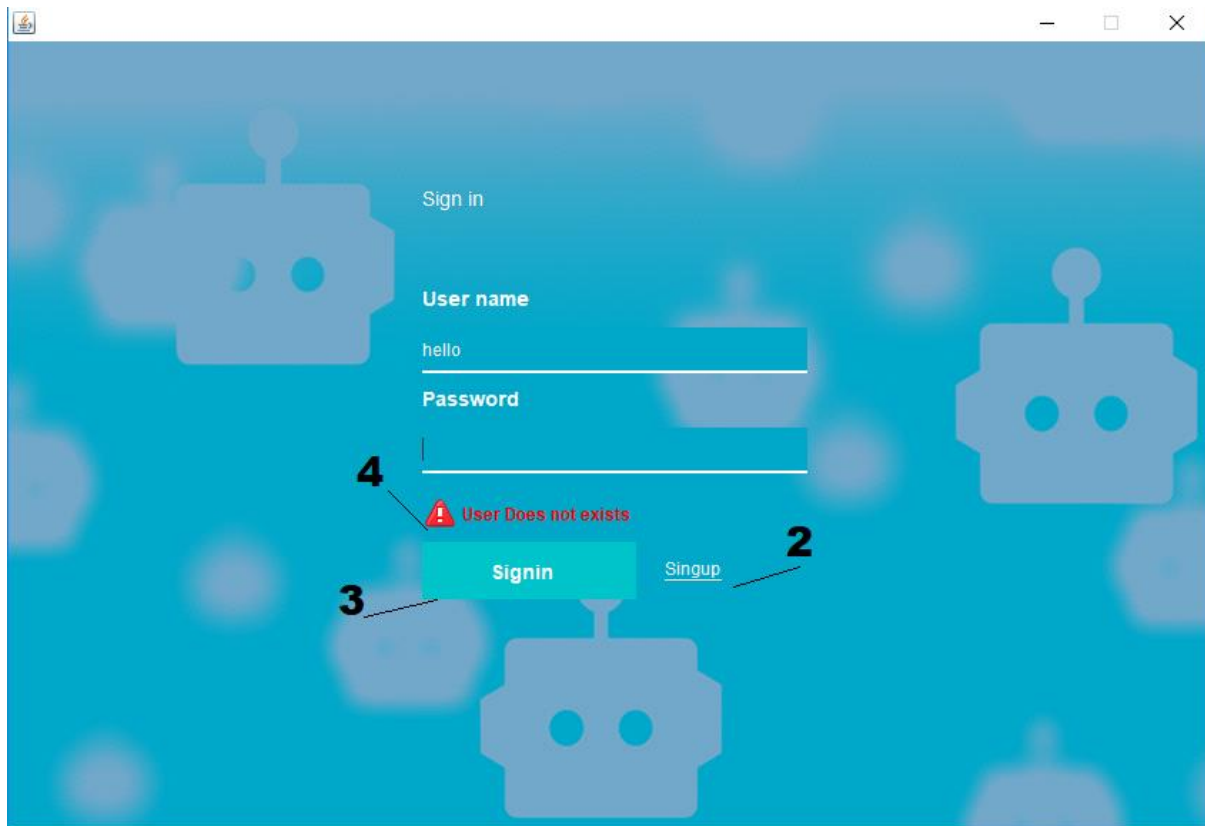 Sign in
User name
hello
Password
4
User Does not exists
2
Signin
Singup
3